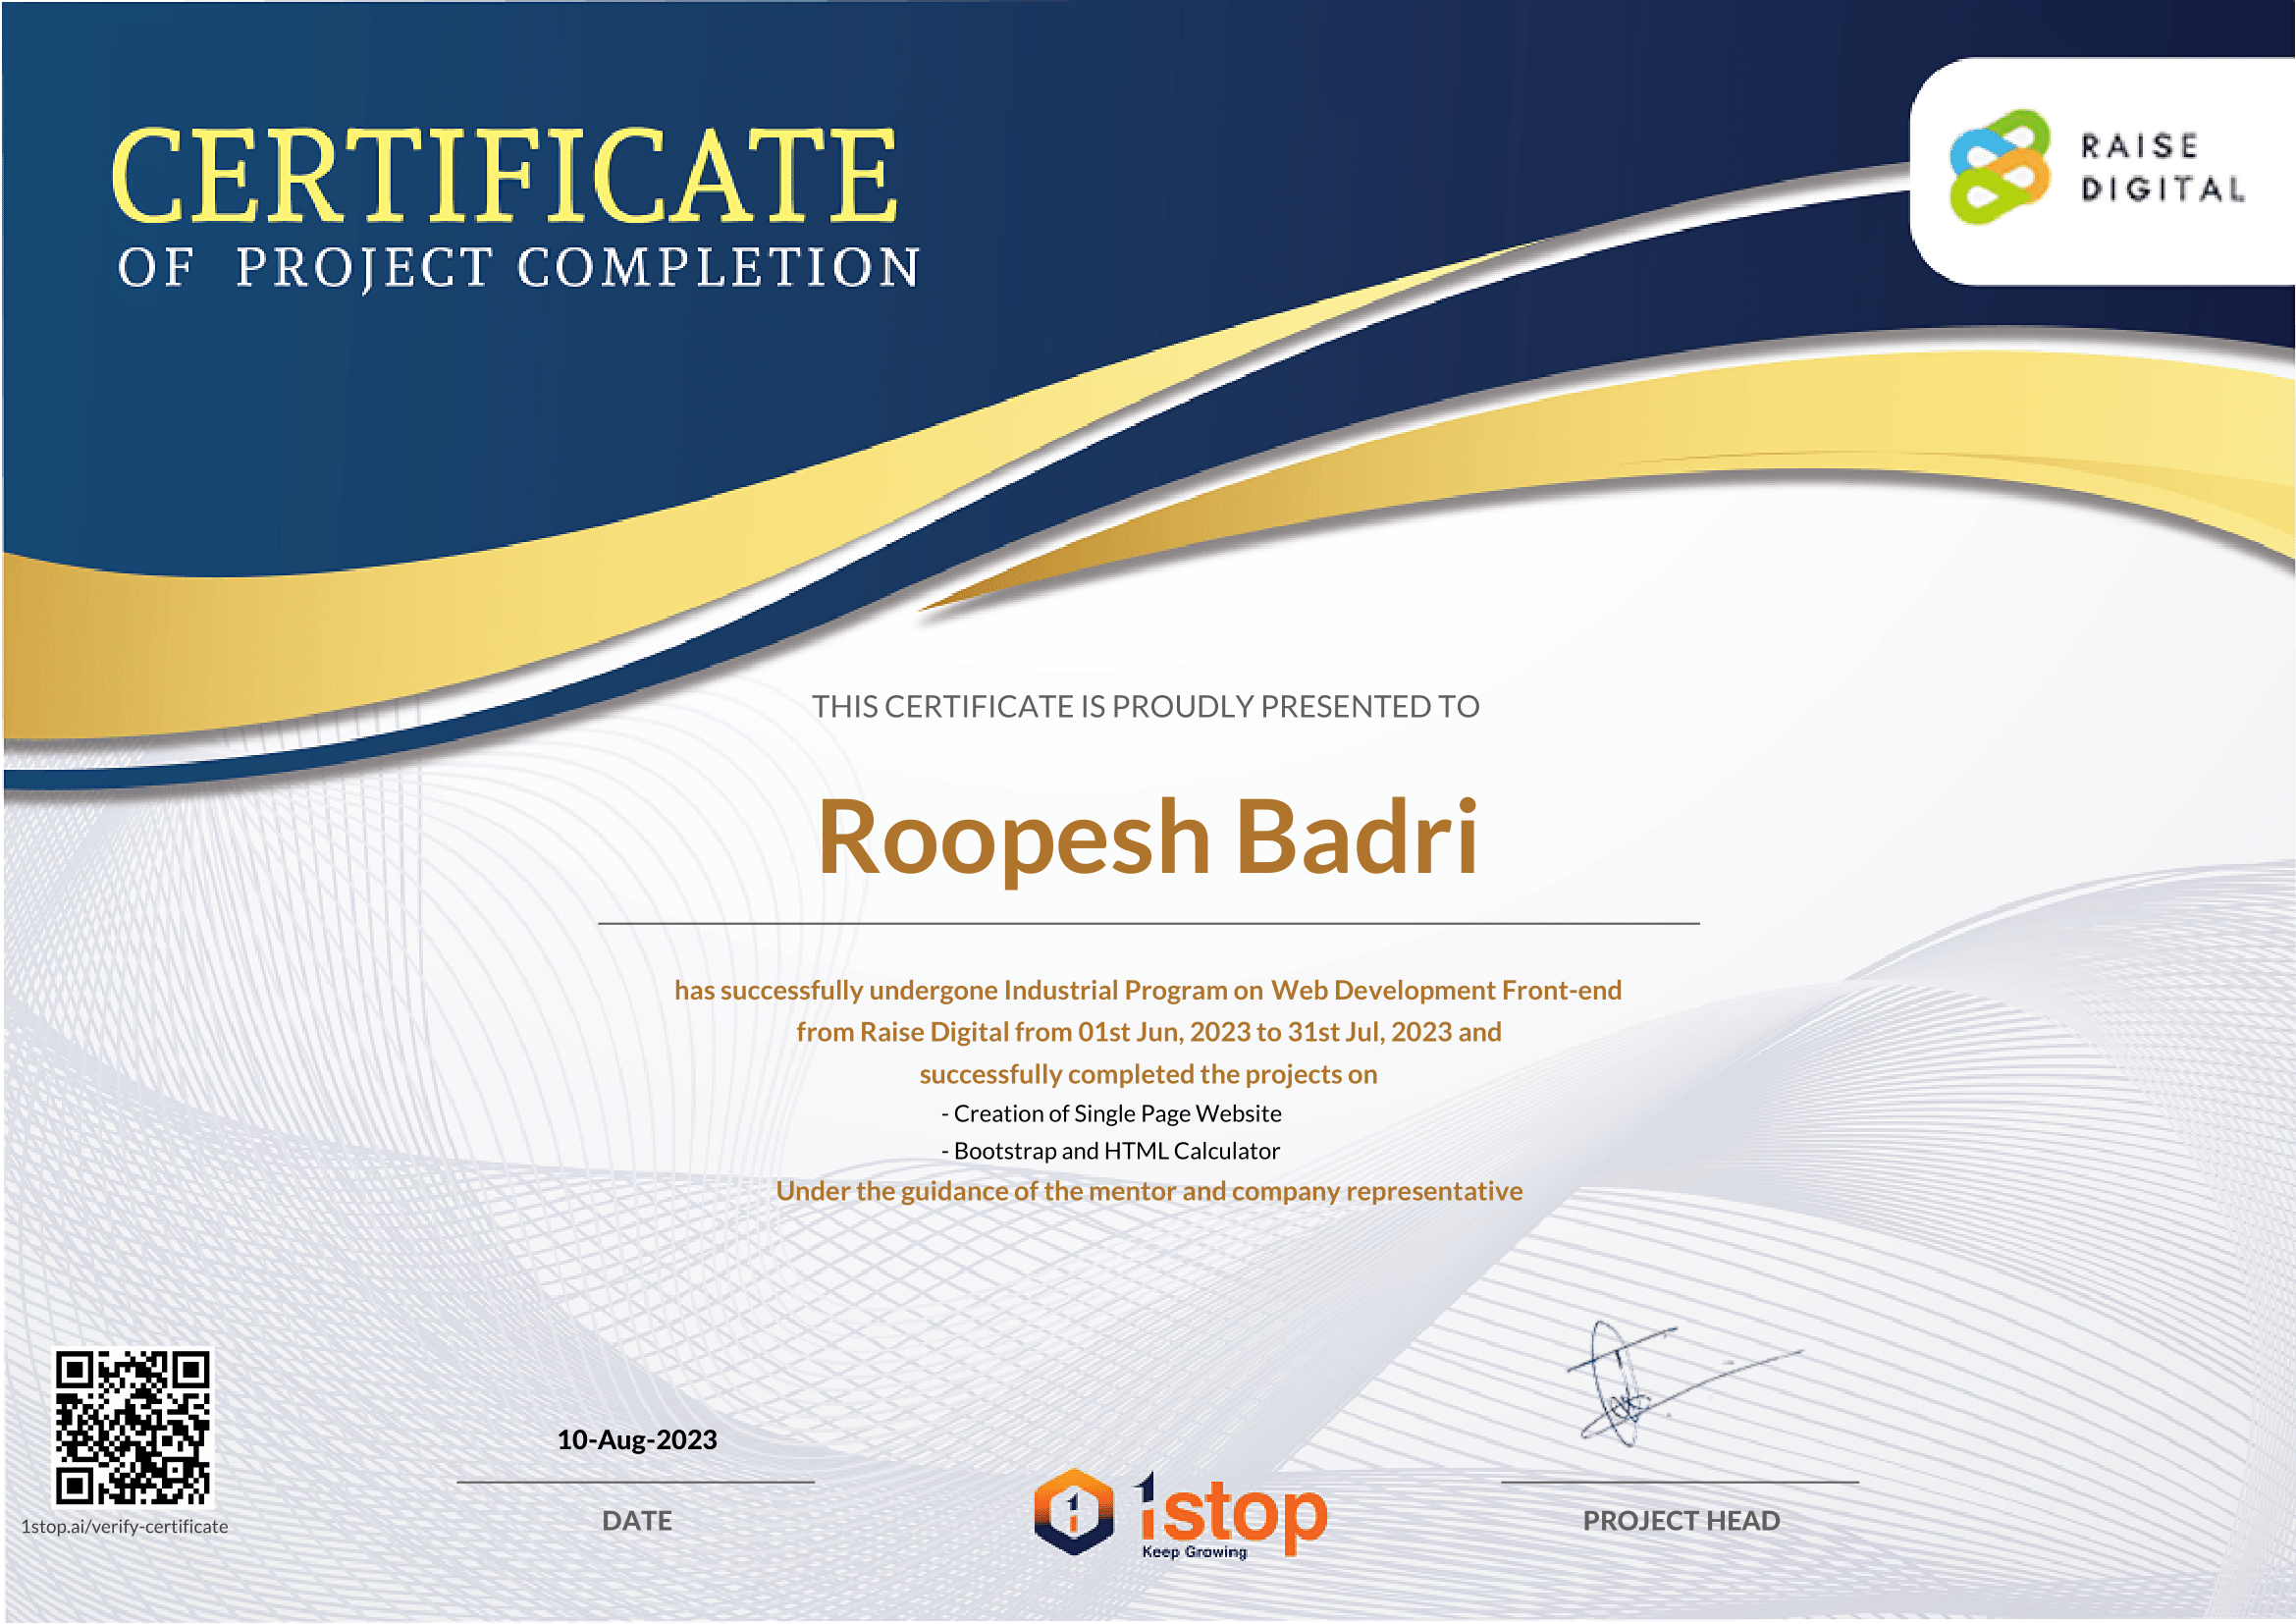 CERTIFICATE
OF PROJECT COMPLETION
RAISE
DIGITAL
THIS CERTIFICATE IS PROUDLY PRESENTED TO
Roopesh Badri
has successfully undergone Industrial Program on Web Development Front-end
from Raise Digital from 01st Jun, 2023 to 31st Jul, 2023 and
successfully completed the projects on
- Creation of Single Page Website
- Bootstrap and HTML Calculator
Under the guidance of the mentor and company representative
1stop.ai/verify-certificate
10-Aug-2023
DATE
1stop
Keep Growing
PROJECT HEAD